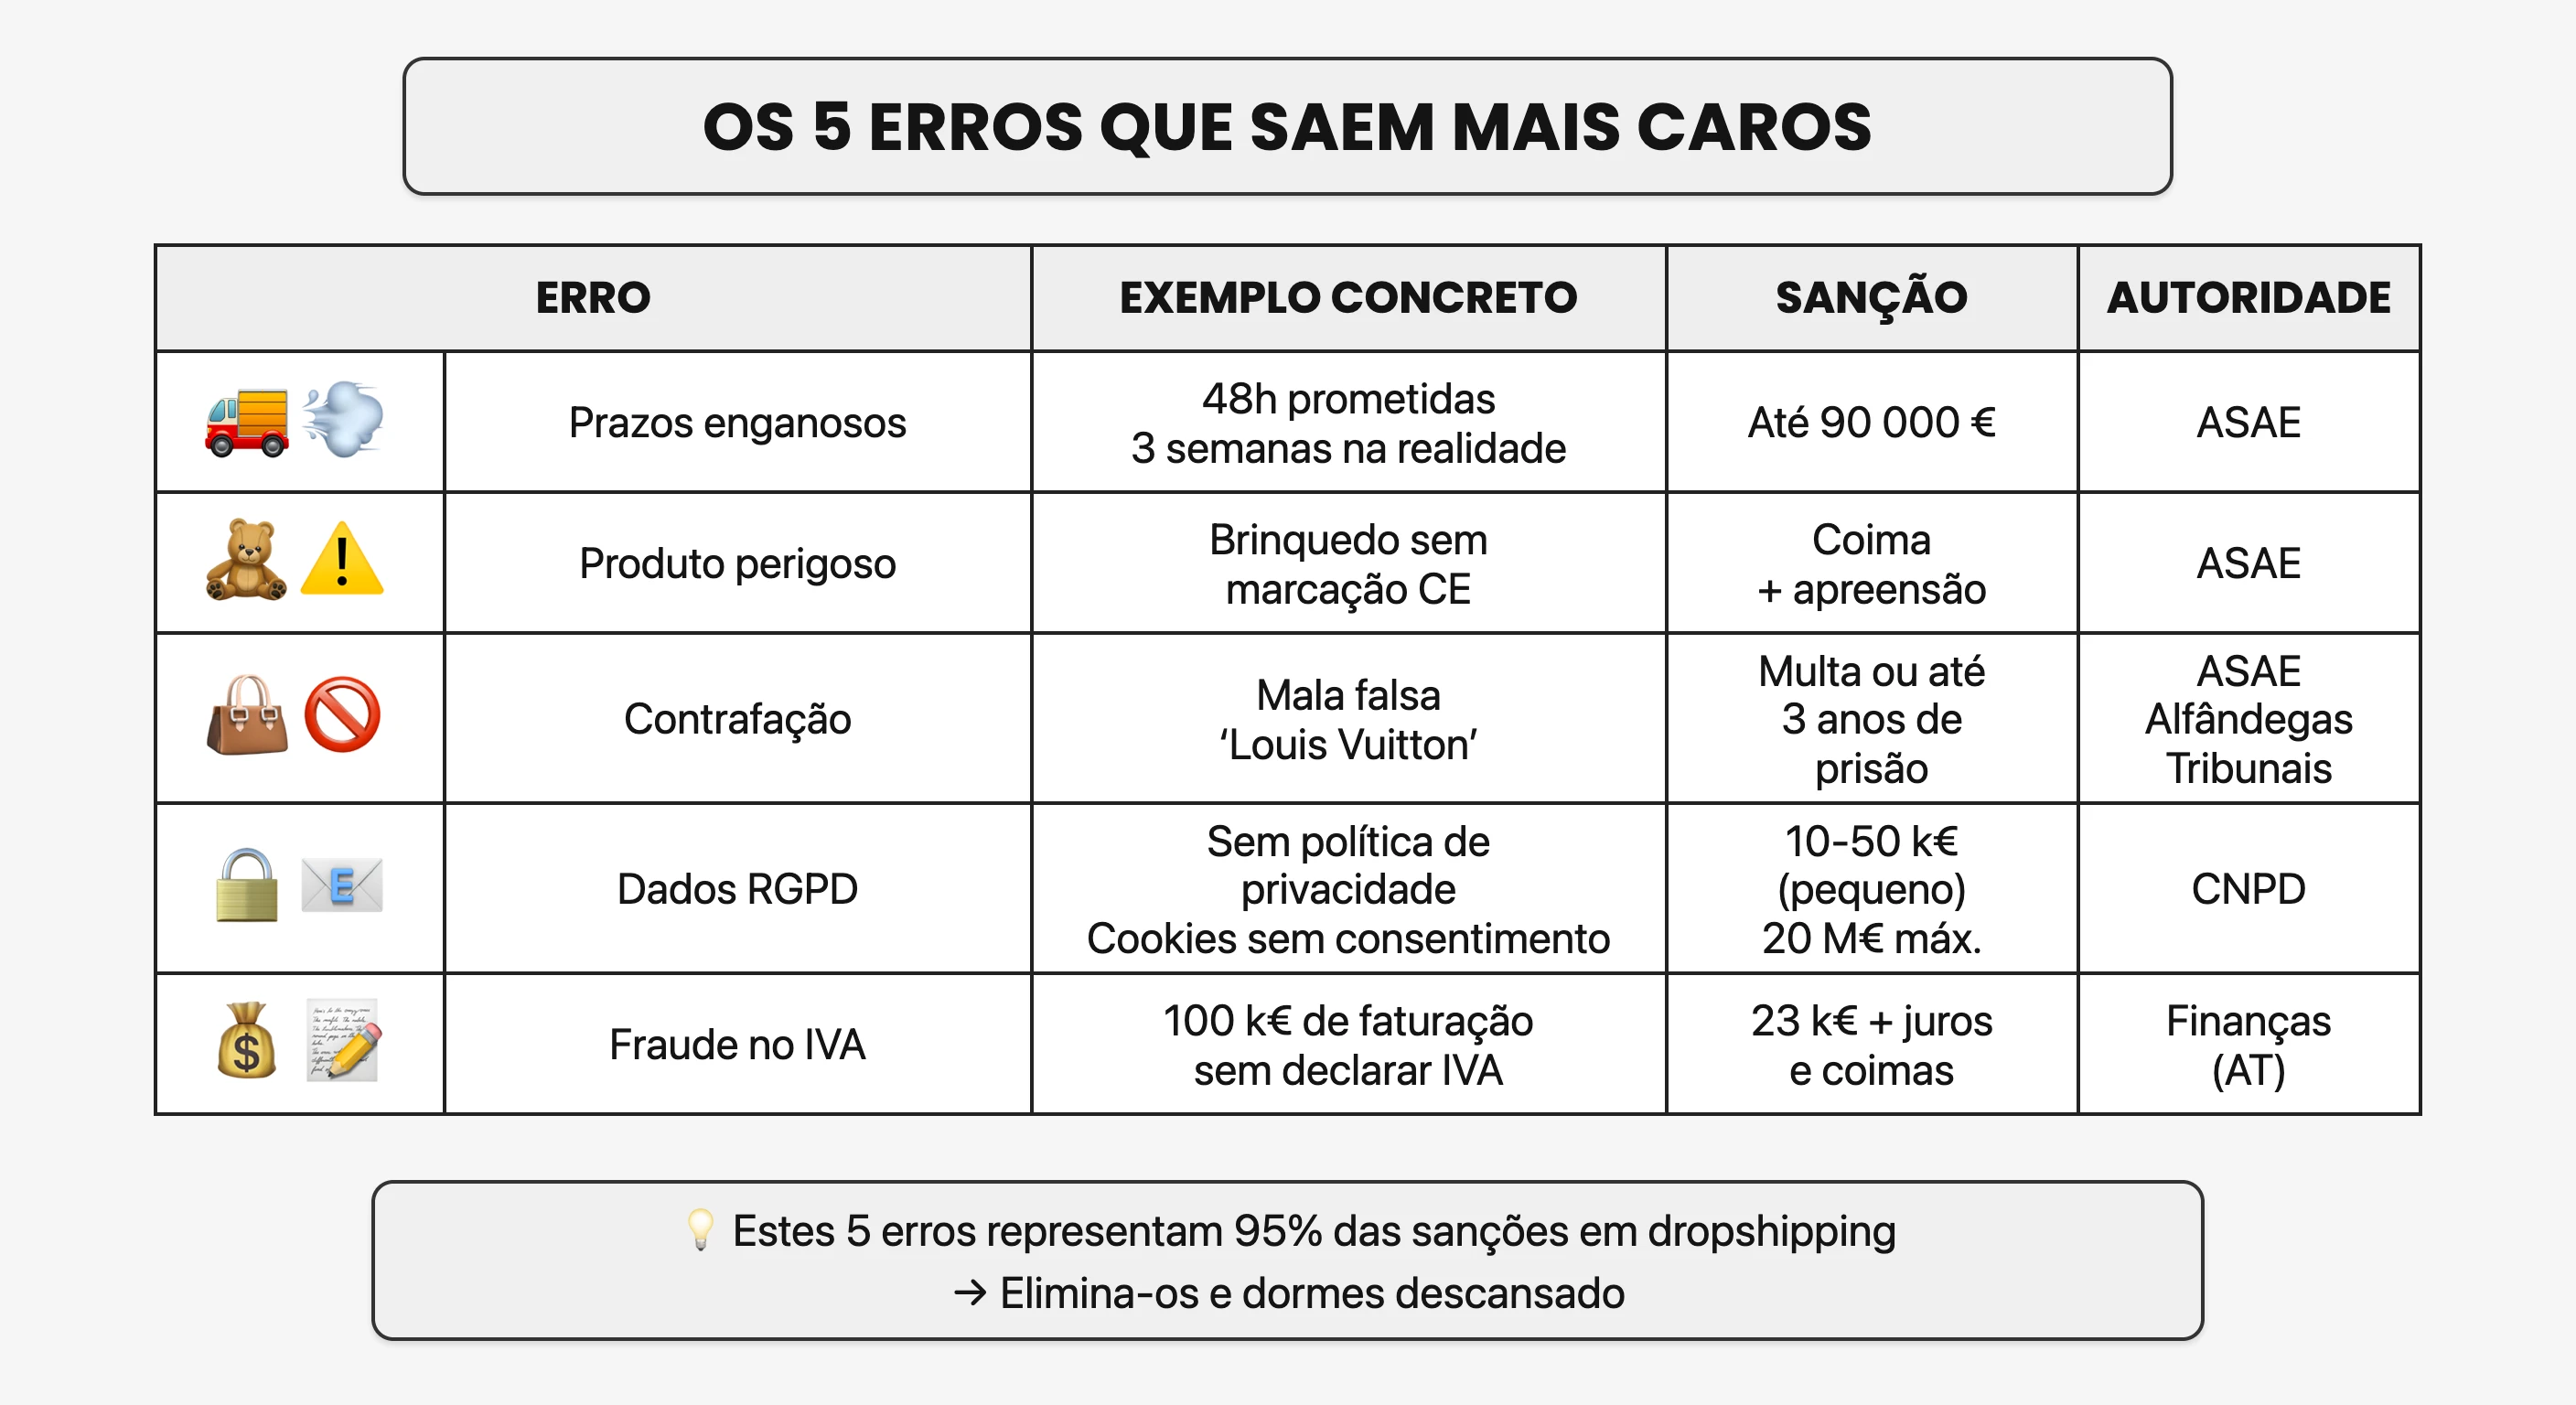 OS 5 ERROS QUE SAEM MAIS CAROS
ERRO
EXEMPLO CONCRETO
SANÇÃO
AUTORIDADE
Prazos enganosos
48h prometidas
3 semanas na realidade
Até 90 000 €
ASAE
Produto perigoso
Brinquedo sem
marcação CE
Coima
+ apreensão
ASAE
Contrafação
Mala falsa
‘Louis Vuitton’
Multa ou até
3 anos de
prisão
ASAE
Alfândegas
Tribunais
Dados RGPD
Sem política de
privacidade
Cookies sem consentimento
10-50 k€
(pequeno)
20 M€ máx.
CNPD
Fraude no IVA
100 k€ de faturação
sem declarar IVA
23 k€ + juros
e coimas
Finanças
(AT)
💡 Estes 5 erros representam 95% das sanções em dropshipping
→ Elimina-os e dormes descansado